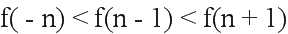 f( - n) < f(n - 1) < f(n + 1)